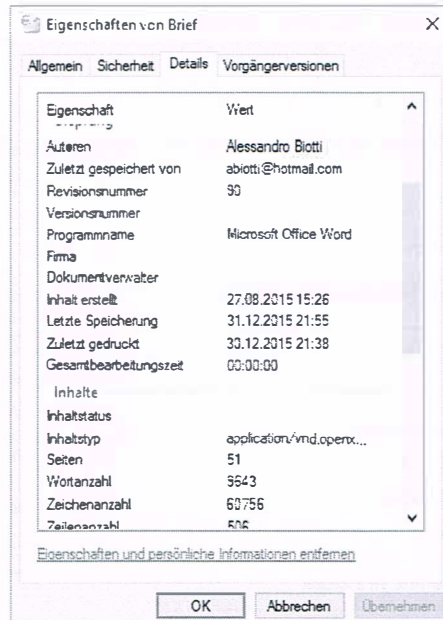 Eigenschaften von Brief
Allgemein Sicherheit Details Vorgängerversionen
Eigenschaft Wert
Autoren Alessandro Biotti
Zuletzt gespeichert von abiotti@hotmail.com
Revisionsnummer 90
Versionsnummer
Programmname Microsoft Office Word
Firma
Dokumentverwalter
Inhalt erstellt 27.08.2015 15:26
Letzte Speicherung 31.12.2015 21:55
Zuletzt gedruckt 30.12.2015 21:38
Gesamtbearbeitungszeit 00:00:00
Inhalte
Inhaltstatus
Inhaltstyp application/vnd.openx...
Seiten 51
Wortanzahl
Zeichenanzahl
Zeilenanzahl 506
Eigenschaften und persönliche Informationen entfernen
OK Abbrechen Übernehmen